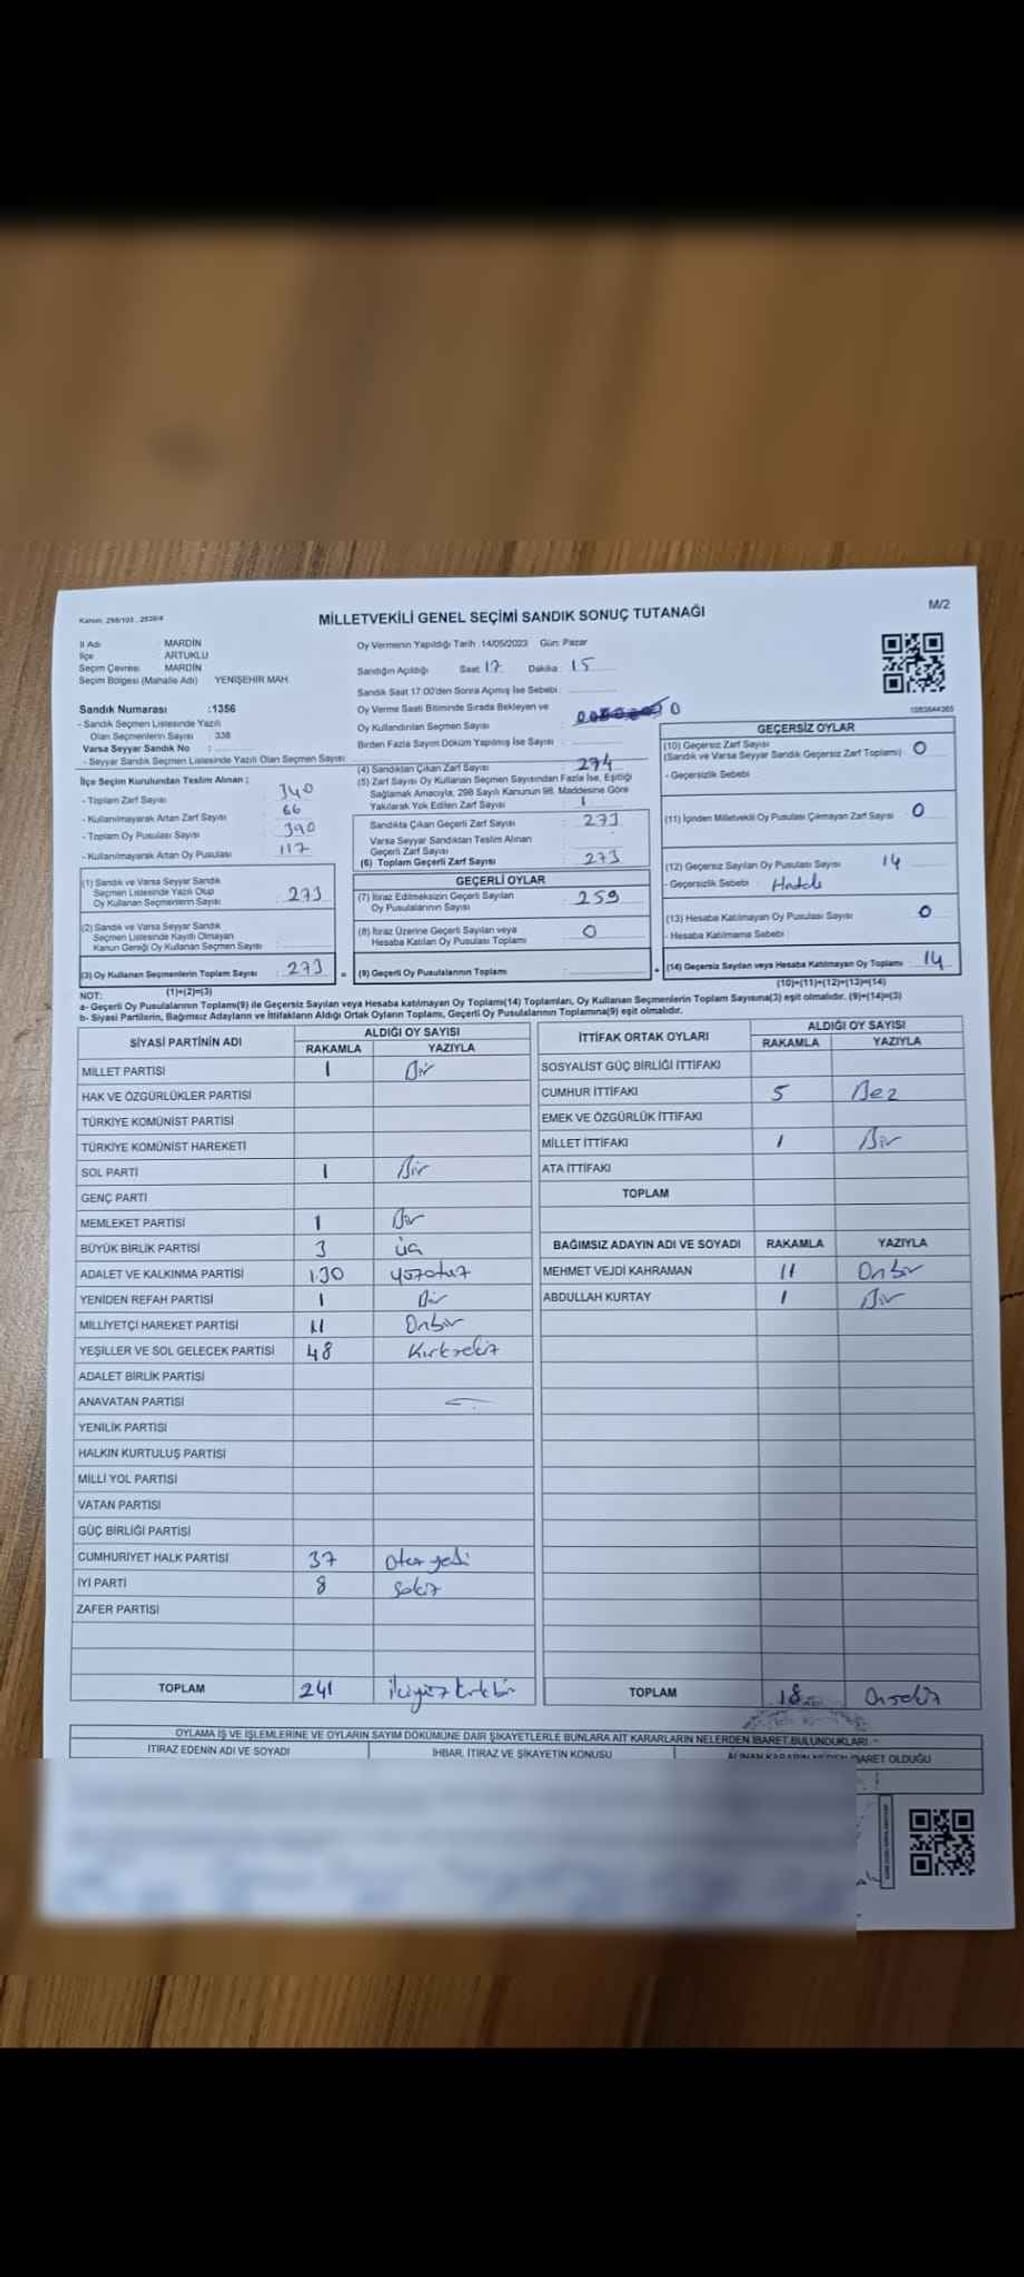 Kanun: 298/103 , 2839/4
MİLLETVEKİLİ GENEL SEÇİMİ SANDIK SONUÇ TUTANAĞI
M/2
İl Adı MARDİN
İlçe ARTUKLU
Seçim Çevresi MARDİN
Seçim Bölgesi (Mahalle Adı) YENİŞEHİR MAH.
Sandık Numarası :1356
- Sandık Seçmen Listesinde Yazılı
Olan Seçmenlerin Sayısı : 338
Varsa Seyyar Sandık No :
- Seyyar Sandık Seçmen Listesinde Yazılı Olan Seçmen Sayısı
Oy Vermenin Yapıldığı Tarih :14/05/2023 Gün: Pazar
Sandığın Açıldığı Saat 17 Dakika 15
Sandık Saat 17:00'den Sonra Açılmış İse Sebebi:
Oy Verme Saati Bitiminde Sırada Bekleyen ve
Oy Kullandırılan Seçmen Sayısı : 0
Birden Fazla Sayım Döküm Yapılmış İse Sayısı :
İlçe Seçim Kurulundan Teslim Alınan ;
- Toplam Zarf Sayısı : 340
- Kullanılmayarak Artan Zarf Sayısı : 66
- Toplam Oy Pusulası Sayısı : 390
- Kullanılmayarak Artan Oy Pusulası : 117
(1) Sandık ve Varsa Seyyar Sandık
Seçmen Listesinde Yazılı Olup
Oy Kullanan Seçmenlerin Sayısı : 273
(2) Sandık ve Varsa Seyyar Sandık
Seçmen Listesinde Kayıtlı Olmayan
Kanun Gereği Oy Kullanan Seçmen Sayısı
(3) Oy Kullanan Seçmenlerin Toplam Sayısı : 273
(1)+(2)=(3)
(4) Sandıktan Çıkan Zarf Sayısı : 274
(5) Zarf Sayısı Oy Kullanan Seçmen Sayısından Fazla İse, Eşitliği
Sağlamak Amacıyla, 298 Sayılı Kanunun 98. Maddesine Göre
Yakılarak Yok Edilen Zarf Sayısı : 1
Sandıkta Çıkan Geçerli Zarf Sayısı : 273
Varsa Seyyar Sandıktan Teslim Alınan
Geçerli Zarf Sayısı
(6) Toplam Geçerli Zarf Sayısı : 273
GEÇERLİ OYLAR
(7) İtiraz Edilmeksizin Geçerli Sayılan
Oy Pusulalarının Sayısı : 259
(8) İtiraz Üzerine Geçerli Sayılan veya
Hesaba Katılan Oy Pusulası Toplamı 0
= (9) Geçerli Oy Pusulalarının Toplamı :
GEÇERSİZ OYLAR
(10) Geçersiz Zarf Sayısı
(Sandık ve Varsa Seyyar Sandık Geçersiz Zarf Toplamı) 0
- Geçersizlik Sebebi
(11) İçinden Milletvekili Oy Pusulası Çıkmayan Zarf Sayısı 0
(12) Geçersiz Sayılan Oy Pusulası Sayısı 14
- Geçersizlik Sebebi :
(13) Hesaba Katılmayan Oy Pusulası Sayısı 0
- Hesaba Katılmama Sebebi :
+ (14) Geçersiz Sayılan veya Hesaba Katılmayan Oy Toplamı 14
(10)+(11)+(12)+(13)=(14)
NOT:
a- Geçerli Oy Pusulalarının Toplamı(9) ile Geçersiz Sayılan veya Hesaba katılmayan Oy Toplamı(14) Toplamları, Oy Kullanan Seçmenlerin Toplam Sayısına(3) eşit olmalıdır. (9)+(14)=(3)
b- Siyasi Partilerin, Bağımsız Adayların ve İttifakların Aldığı Ortak Oyların Toplamı, Geçerli Oy Pusulalarının Toplamına(9) eşit olmalıdır.
SİYASİ PARTİNİN ADI ALDIĞI OY SAYISI
RAKAMLA YAZIYLA
MİLLET PARTİSİ 1 Bir
HAK VE ÖZGÜRLÜKLER PARTİSİ
TÜRKİYE KOMÜNİST PARTİSİ
TÜRKİYE KOMÜNİST HAREKETİ
SOL PARTİ 1 Bir
GENÇ PARTİ
MEMLEKET PARTİSİ 1 Bir
BÜYÜK BİRLİK PARTİSİ 3 üç
ADALET VE KALKINMA PARTİSİ 130 yüzotuz
YENİDEN REFAH PARTİSİ 1 Bir
MİLLİYETÇİ HAREKET PARTİSİ 11 Onbir
YEŞİLLER VE SOL GELECEK PARTİSİ 48 Kırksekiz
ADALET BİRLİK PARTİSİ
ANAVATAN PARTİSİ
YENİLİK PARTİSİ
HALKIN KURTULUŞ PARTİSİ
MİLLİ YOL PARTİSİ
VATAN PARTİSİ
GÜÇ BİRLİĞİ PARTİSİ
CUMHURİYET HALK PARTİSİ 37 Otuz yedi
İYİ PARTİ 8 Sekiz
ZAFER PARTİSİ
TOPLAM 241 ikiyüz kırk bir
İTTİFAK ORTAK OYLARI ALDIĞI OY SAYISI
RAKAMLA YAZIYLA
SOSYALİST GÜÇ BİRLİĞİ İTTİFAKI
CUMHUR İTTİFAKI 5 Beş
EMEK VE ÖZGÜRLÜK İTTİFAKI
MİLLET İTTİFAKI 1 Bir
ATA İTTİFAKI
TOPLAM
BAĞIMSIZ ADAYIN ADI VE SOYADI RAKAMLA YAZIYLA
MEHMET VEJDİ KAHRAMAN 11 Onbir
ABDULLAH KURTAY 1 Bir
TOPLAM 18 Onsekiz
OYLAMA İŞ VE İŞLEMLERİNE VE OYLARIN SAYIM DÖKÜMÜNE DAİR ŞİKAYETLERLE BUNLARA AİT KARARLARIN NELERDEN İBARET BULUNDUKLARI
İTİRAZ EDENİN ADI VE SOYADI İHBAR, İTİRAZ VE ŞİKAYETİN KONUSU ALINAN KARARIN NEDEN İBARET OLDUĞU